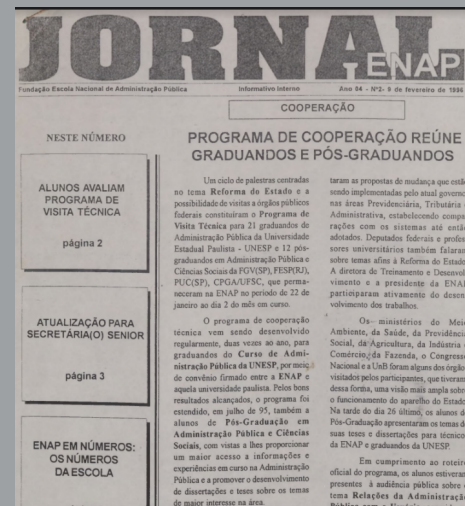 JORNAL
ENAP
Fundação Escola Nacional de Administração Pública
Informativo Interno
Ano 04 - Nº2- 9 de fevereiro de 1996
COOPERAÇÃO
NESTE NÚMERO
ALUNOS AVALIAM
PROGRAMA DE
VISITA TÉCNICA
página 2
ATUALIZAÇÃO PARA
SECRETÁRIA(O) SENIOR
página 3
ENAP EM NÚMEROS:
OS NÚMEROS
DA ESCOLA
PROGRAMA DE COOPERAÇÃO REÚNE
GRADUANDOS E PÓS-GRADUANDOS
Um ciclo de palestras centradas
no tema Reforma do Estado e a
possibilidade de visitas a órgãos públicos
federais constituíram o Programa de
Visita Técnica para 21 graduandos de
Administração Pública da Universidade
Estadual Paulista - UNESP e 12 pós-
graduandos em Administração Pública e
Ciências Sociais da FGV(SP), FESP(RJ),
PUC(SP), CPGA/UFSC, que perma-
neceram na ENAP no período de 22 de
janeiro ao dia 2 do mês em curso.
O programa de cooperação
técnica vem sendo desenvolvido
regularmente, duas vezes ao ano, para
graduandos do Curso de Admi-
nistração Pública da UNESP, por meio
de convênio firmado entre a ENAP e
aquela universidade paulista. Pelos bons
resultados alcançados, o programa foi
estendido, em julho de 95, também a
alunos de Pós-Graduação em
Administração Pública e Ciências
Sociais, com vistas a lhes proporcionar
um maior acesso a informações e
experiências em curso na Administração
Pública e a promover o desenvolvimento
de dissertações e teses sobre os temas
de maior interesse na área.
taram as propostas de mudança que estão
sendo implementadas pelo atual governo
nas áreas Previdenciária, Tributária e
Administrativa, estabelecendo compa-
rações com os sistemas até então
adotados. Deputados federais e profes-
sores universitários também falaram
sobre temas afins à Reforma do Estado.
A diretora de Treinamento e Desenvol-
vimento e a presidente da ENAP
participaram ativamente do desen-
volvimento dos trabalhos.
Os ministérios do Meio
Ambiente, da Saúde, da Previdência
Social, da Agricultura, da Indústria e
Comércio, da Fazenda, o Congresso
Nacional e a UnB foram alguns dos órgãos
visitados pelos participantes, que tiveram,
dessa forma, uma visão mais ampla sobre
o funcionamento do aparelho do Estado.
Na tarde do dia 26 último, os alunos de
Pós-Graduação apresentaram os temas de
suas teses e dissertações para técnicos
da ENAP e graduandos da UNESP.
Em cumprimento ao roteiro
oficial do programa, os alunos estiveram
presentes à audiência pública sobre o
tema Relações da Administração